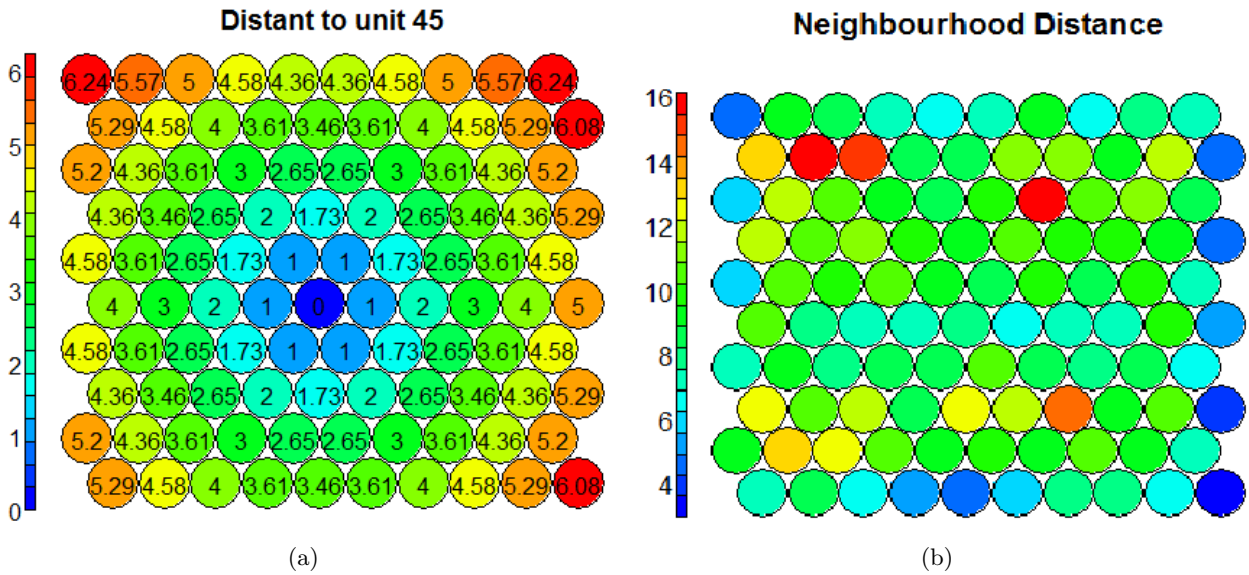 Distant to unit 45
6
5
4
3
2
1
0
6.24 5.57 5 4.58 4.36 4.36 4.58 5 5.57 6.24
5.29 4.58 4 3.61 3.46 3.61 4 4.58 5.29 6.08
5.2 4.36 3.61 3 2.65 2.65 3 3.61 4.36 5.2
4.36 3.46 2.65 2 1.73 2 2.65 3.46 4.36 5.29
4.58 3.61 2.65 1.73 1 1 1.73 2.65 3.61 4.58
4 3 2 1 0 1 2 3 4 5
4.58 3.61 2.65 1.73 1 1 1.73 2.65 3.61 4.58
4.36 3.46 2.65 2 1.73 2 2.65 3.46 4.36 5.29
5.2 4.36 3.61 3 2.65 2.65 3 3.61 4.36 5.2
5.29 4.58 4 3.61 3.46 3.61 4 4.58 5.29 6.08
(a)
Neighbourhood Distance
16
14
12
10
8
6
4
(b)